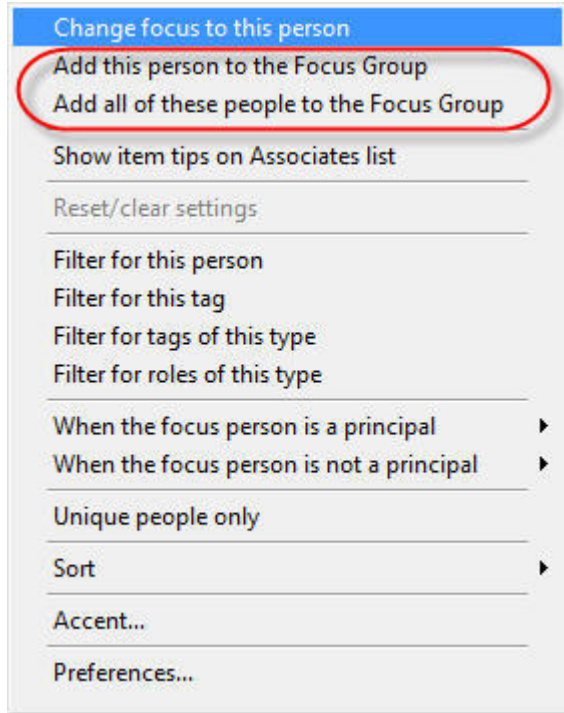 Change focus to this person
Add this person to the Focus Group
Add all of these people to the Focus Group
Show item tips on Associates list
Reset/clear settings
Filter for this person
Filter for this tag
Filter for tags of this type
Filter for roles of this type
When the focus person is a principal
When the focus person is not a principal
Unique people only
Sort
Accent...
Preferences...